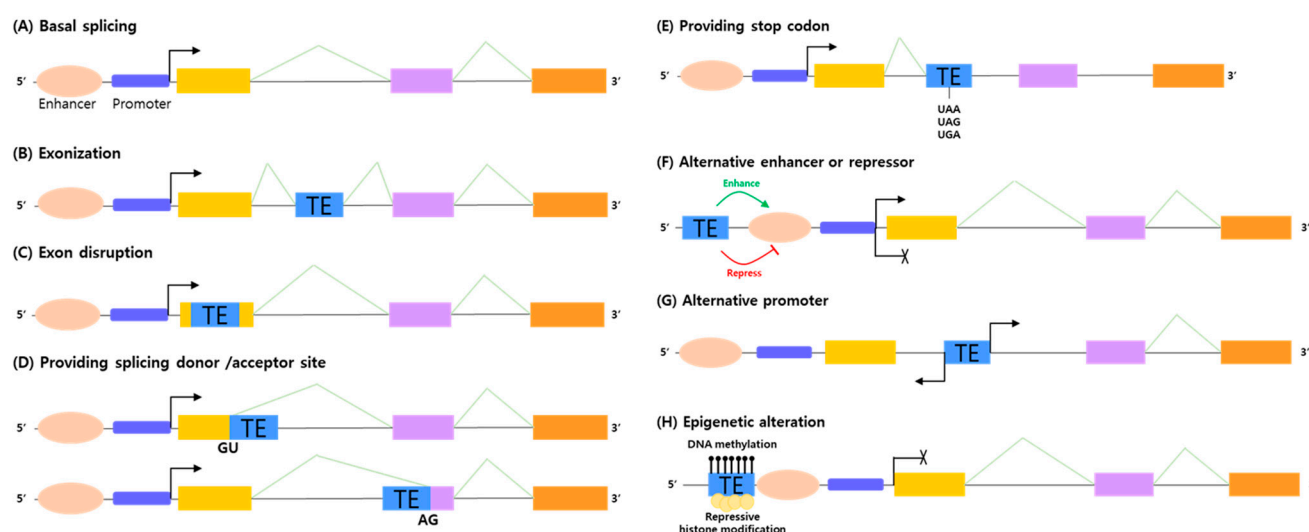 (A) Basal splicing
5′ 3′
Enhancer Promoter
(B) Exonization
5′ TE 3′
(C) Exon disruption
5′ TE 3′
(D) Providing splicing donor /acceptor site
5′ TE 3′
GU
5′ TE 3′
AG
(E) Providing stop codon
5′ TE 3′
UAA
UAG
UGA
(F) Alternative enhancer or repressor
Enhance
5′ TE 3′
Repress
(G) Alternative promoter
5′ TE 3′
(H) Epigenetic alteration
DNA methylation
5′ TE 3′
Repressive
histone modification